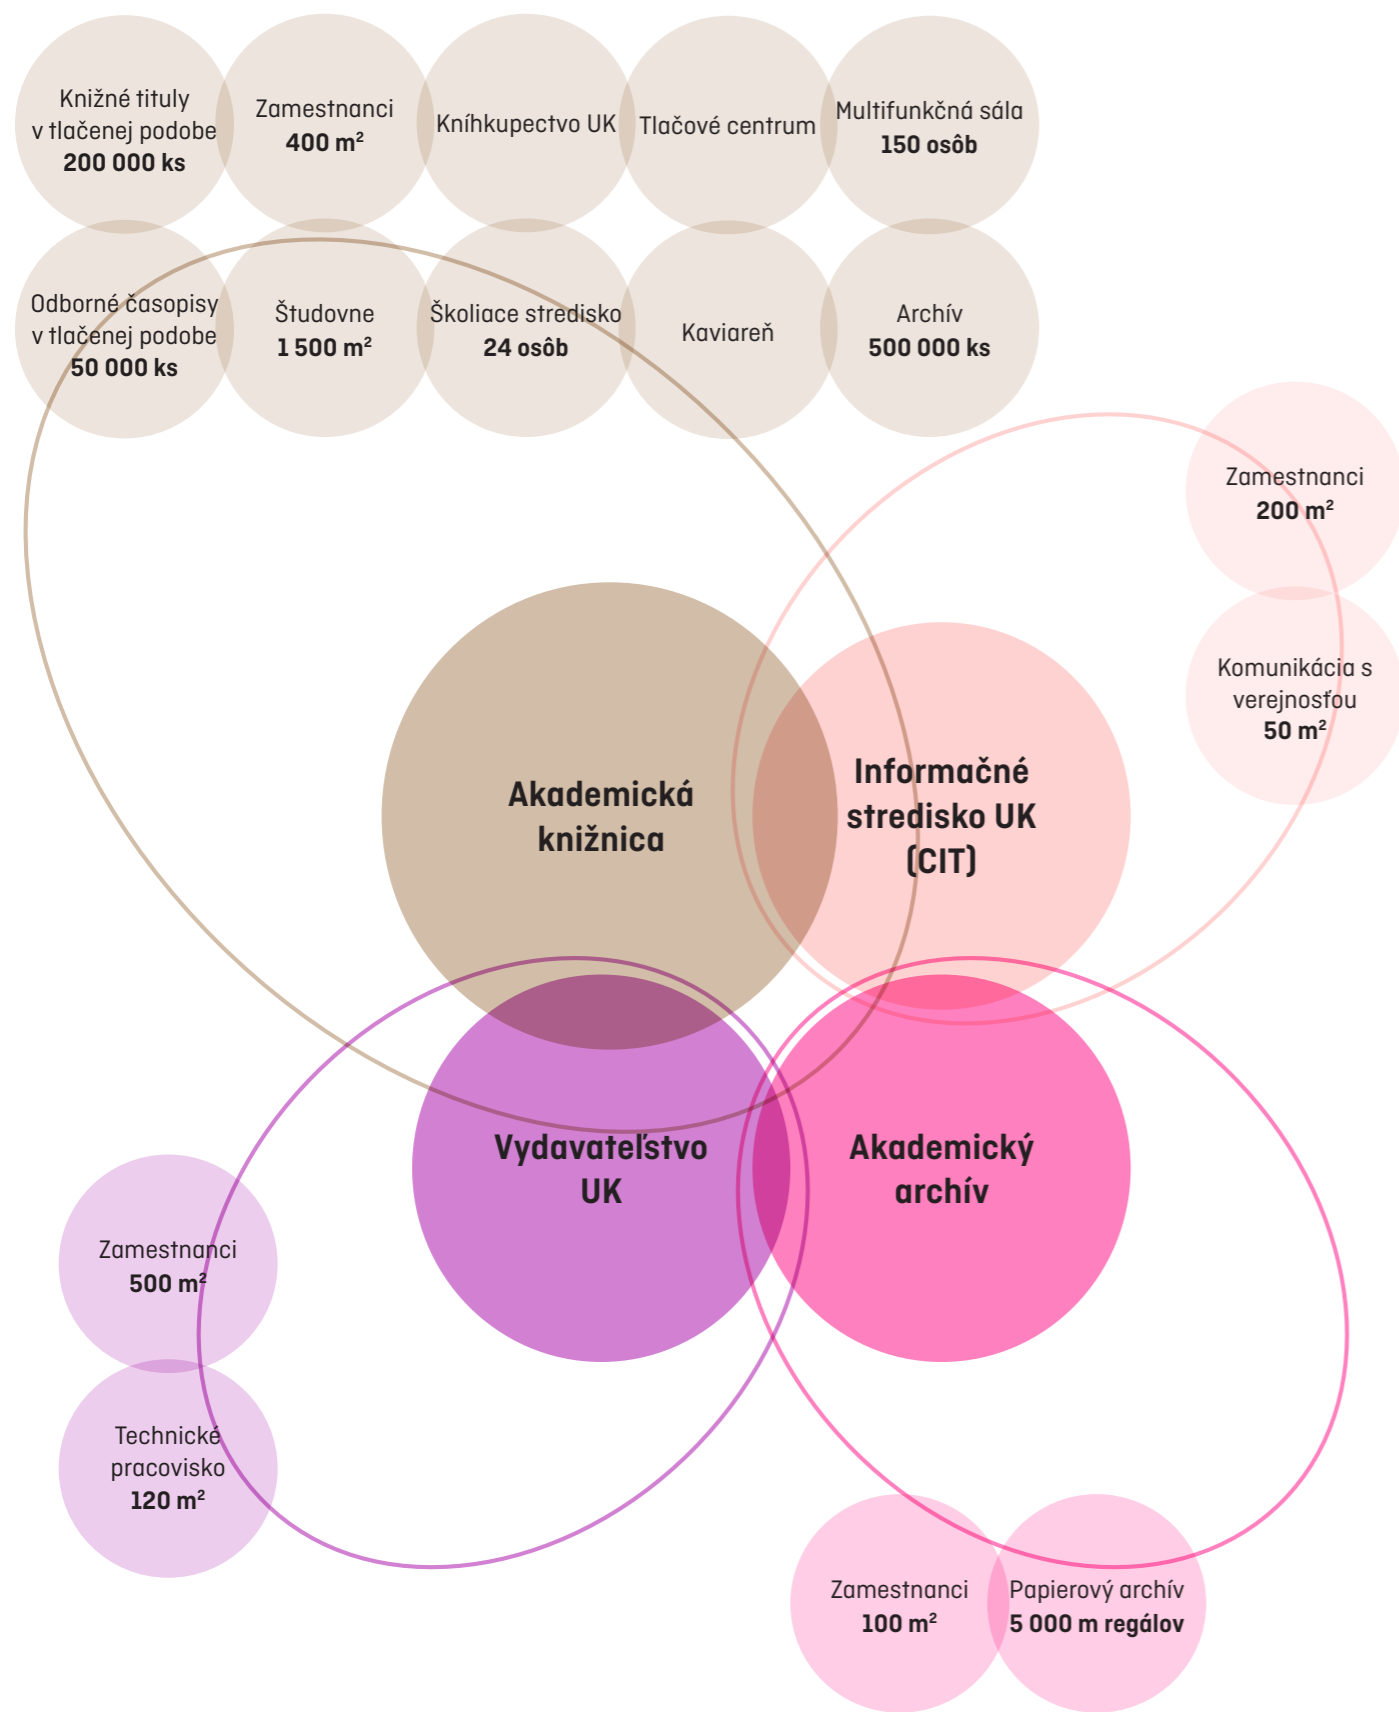 Knižné tituly
v tlačenej podobe
200 000 ks
Zamestnanci
400 m²
Kníhkupectvo UK
Tlačové centrum
Multifunkčná sála
150 osôb
Odborné časopisy
v tlačenej podobe
50 000 ks
Študovne
1 500 m²
Školiace stredisko
24 osôb
Kaviareň
Archív
500 000 ks
Zamestnanci
200 m²
Komunikácia s
verejnosťou
50 m²
Akademická
knižnica
Informačné
stredisko UK
(CIT)
Vydavateľstvo
UK
Akademický
archív
Zamestnanci
500 m²
Technické
pracovisko
120 m²
Zamestnanci
100 m²
Papierový archív
5 000 m regálov